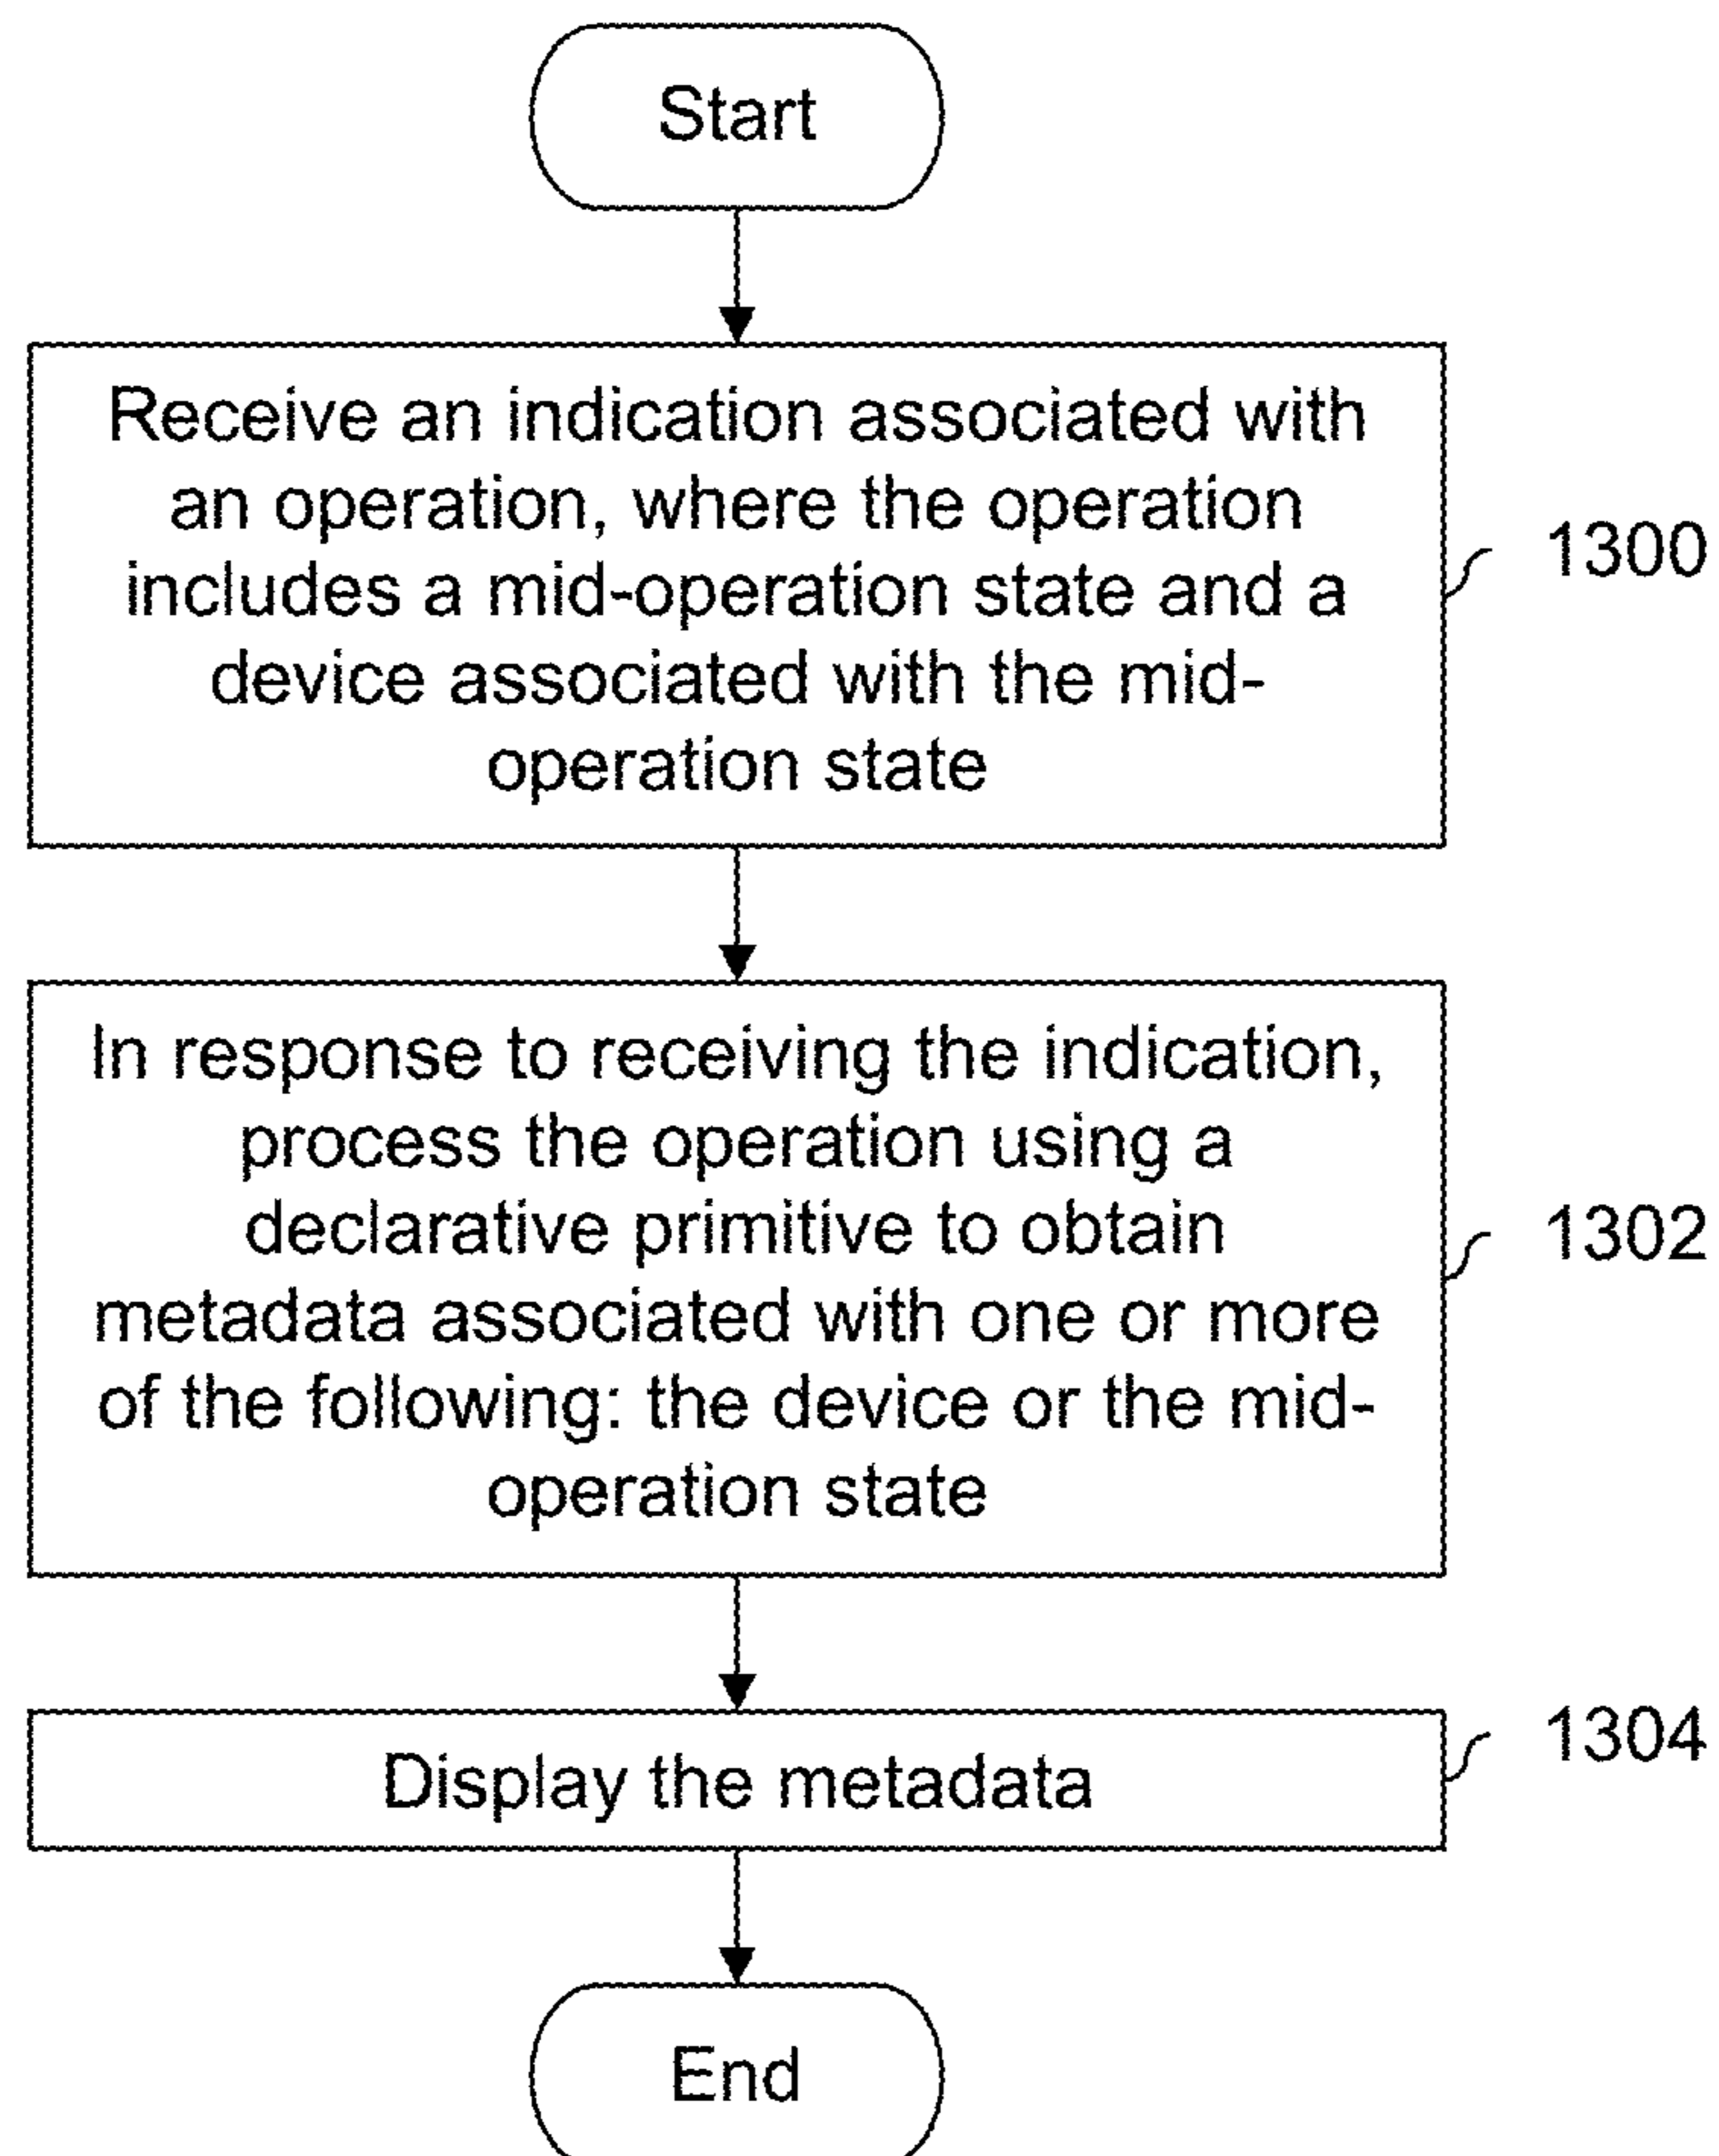 Start
Receive an indication associated with
an operation, where the operation
includes a mid-operation state and a
device associated with the mid-
operation state
1300
In response to receiving the indication,
process the operation using a
declarative primitive to obtain
metadata associated with one or more
of the following: the device or the mid-
operation state
1302
Display the metadata
1304
End